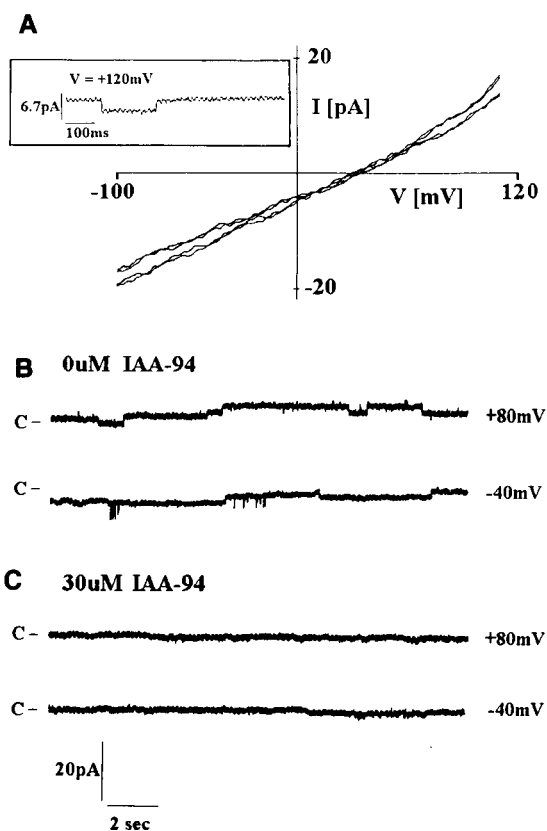 A
20
V = +120mV
I [pA]
6.7pA
100ms
-100
120
V [mV]
-20
B
0uM IAA-94
C -
+80mV
C -
-40mV
C
30uM IAA-94
C -
+80mV
C -
-40mV
20pA
2 sec